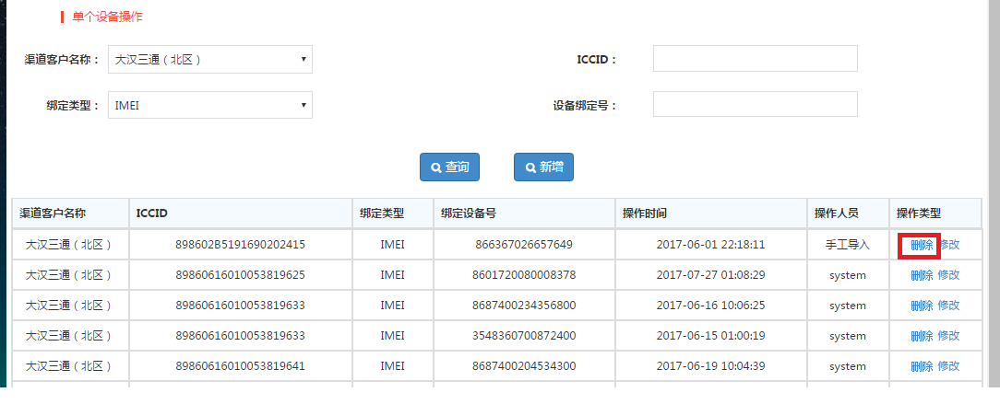 单个设备操作
渠道客户名称： 大汉三通（北区） ICCID：
绑定类型： IMEI 设备绑定号：
查询 新增
渠道客户名称 ICCID 绑定类型 绑定设备号 操作时间 操作人员 操作类型
大汉三通（北区） 898602B5191690202415 IMEI 866367026657649 2017-06-01 22:18:11 手工导入 删除 修改
大汉三通（北区） 89860616010053819625 IMEI 8601720080008378 2017-07-27 01:08:29 system 删除 修改
大汉三通（北区） 89860616010053819633 IMEI 8687400234356800 2017-06-16 10:06:25 system 删除 修改
大汉三通（北区） 89860616010053819633 IMEI 3548360700872400 2017-06-15 01:00:19 system 删除 修改
大汉三通（北区） 89860616010053819641 IMEI 8687400204534300 2017-06-19 10:04:39 system 删除 修改